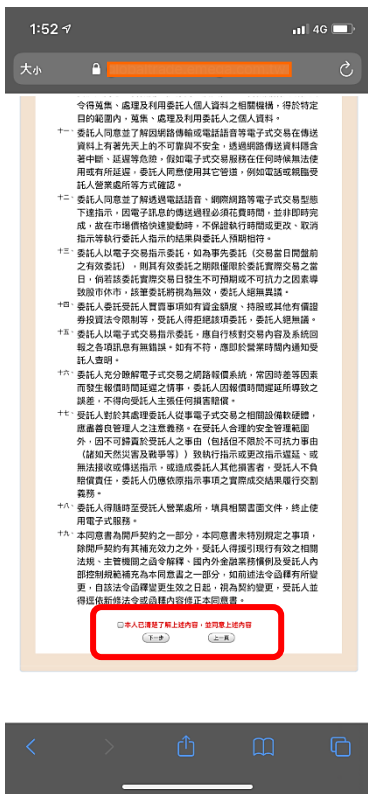 1:52
4G
大小
令得蒐集、處理及利用委託人個人資料之相關機構，得於特定
目的範圍內，蒐集、處理及利用委託人之個人資料。
十一、委託人同意並了解因網路傳輸或電話語音等電子式交易在傳送
資料上有著先天上的不可靠與不安全，透過網路傳送資料隱含
著中斷、延遲等危險，假如電子式交易服務在任何時候無法使
用或有所延遲，委託人同意使用其它管道，例如電話或親臨受
託人營業處所等方式確認。
十二、委託人同意並了解透過電話語音、網際網路等電子式交易型態
下達指示，因電子訊息的傳送過程必須花費時間，並非即時完
成，故在市場價格快速變動時，不保證執行時間或更改、取消
指示等執行委託人指示的結果與委託人預期相符。
十三、委託人以電子交易指示委託，如為事先委託（交易當日開盤前
之有效委託），則其有效委託之期限僅限於委託實際交易之當
日，倘若該委託實際交易日發生不可預期或不可抗力之因素導
致股市休市，該筆委託將視為無效，委託人絕無異議。
十四、委託人委託受託人買賣事項如有資金額度、持股或其他有價證
券投資法令限制等，受託人得拒絕該項委託，委託人絕無議。
十五、委託人以電子式交易指示委託，應自行核對交易內容及系統回
報之各項訊息有無錯誤。如有不符，應即於營業時間內通知受
託人查明。
十六、委託人充分瞭解電子式交易之網路報價系統，常因時差等因素
而發生報價時間延遲之情事，委託人因報價時間遲延所導致之
誤差，不得向受託人主張任何損害賠償。
十七、受託人對於其處理委託人從事電子式交易之相關設備軟硬體，
應盡善良管理人之注意義務。在受託人合理的安全管理範圍
外，因不可歸責於受託人之事由（包括但不限於不可抗力事由
（諸如天然災害及戰爭等））致執行指示或更改指示遲延、或
無法接收或傳送指示，或造成委託人其他損害者，受託人不負
賠償責任，委託人仍應依原指示事項之實際成交結果履行交割
義務。
十八、委託人得隨時至受託人營業處所，填具相關書面文件，終止使
用電子式服務。
十九、本同意書為開戶契約之一部分，本同意書未特別規定之事項，
除開戶契約有其補充效力之外，受託人得援引現行有效之相關
法規、主管機關之函令解釋、國內外金融業務慣例及受託人內
部控制規範補充為本同意書之一部分，如前述法令函釋有所變
更，自該法令函釋變更生效之日起，視為契約變更，受託人並
得逕依新修法令或函釋內容修正本同意書。
本人已清楚了解上述內容，並同意上述內容
下一步 上一頁